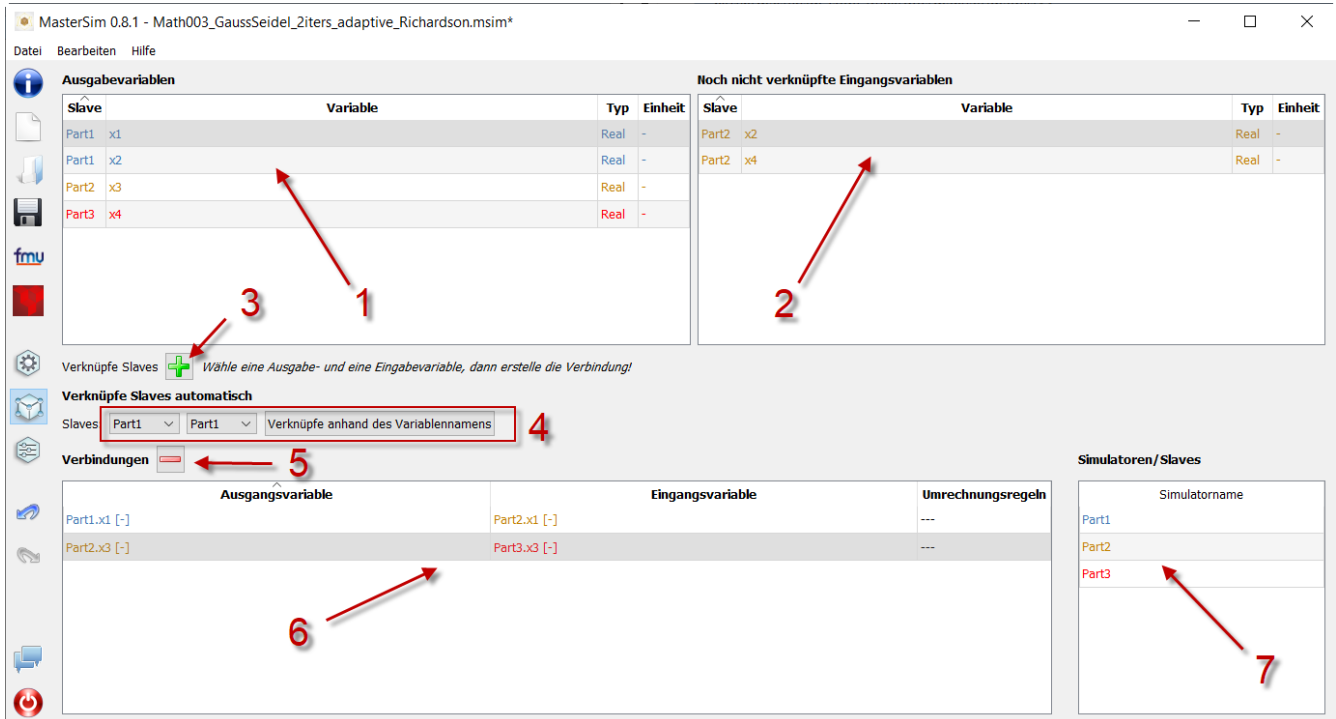 MasterSim 0.8.1 - Math003_GaussSeidel_2iters_adaptive_Richardson.msim*
Datei Bearbeiten Hilfe
Ausgabevariablen
Slave Variable Typ Einheit
Part1 x1 Real -
Part1 x2 Real -
Part2 x3 Real -
Part3 x4 Real -
1
Noch nicht verknüpfte Eingangsvariablen
Slave Variable Typ Einheit
Part2 x2 Real -
Part2 x4 Real -
2
fmu
3
Verknüpfe Slaves Wähle eine Ausgabe- und eine Eingabevariable, dann erstelle die Verbindung!
Verknüpfe Slaves automatisch
Slaves: Part1 Part1 Verknüpfe anhand des Variablennamens 4
Verbindungen 5
Ausgangsvariable Eingangsvariable Umrechnungsregeln
Part1.x1 [-] Part2.x1 [-] ---
Part2.x3 [-] Part3.x3 [-] ---
6
Simulatoren/Slaves
Simulatorname
Part1
Part2
Part3
7